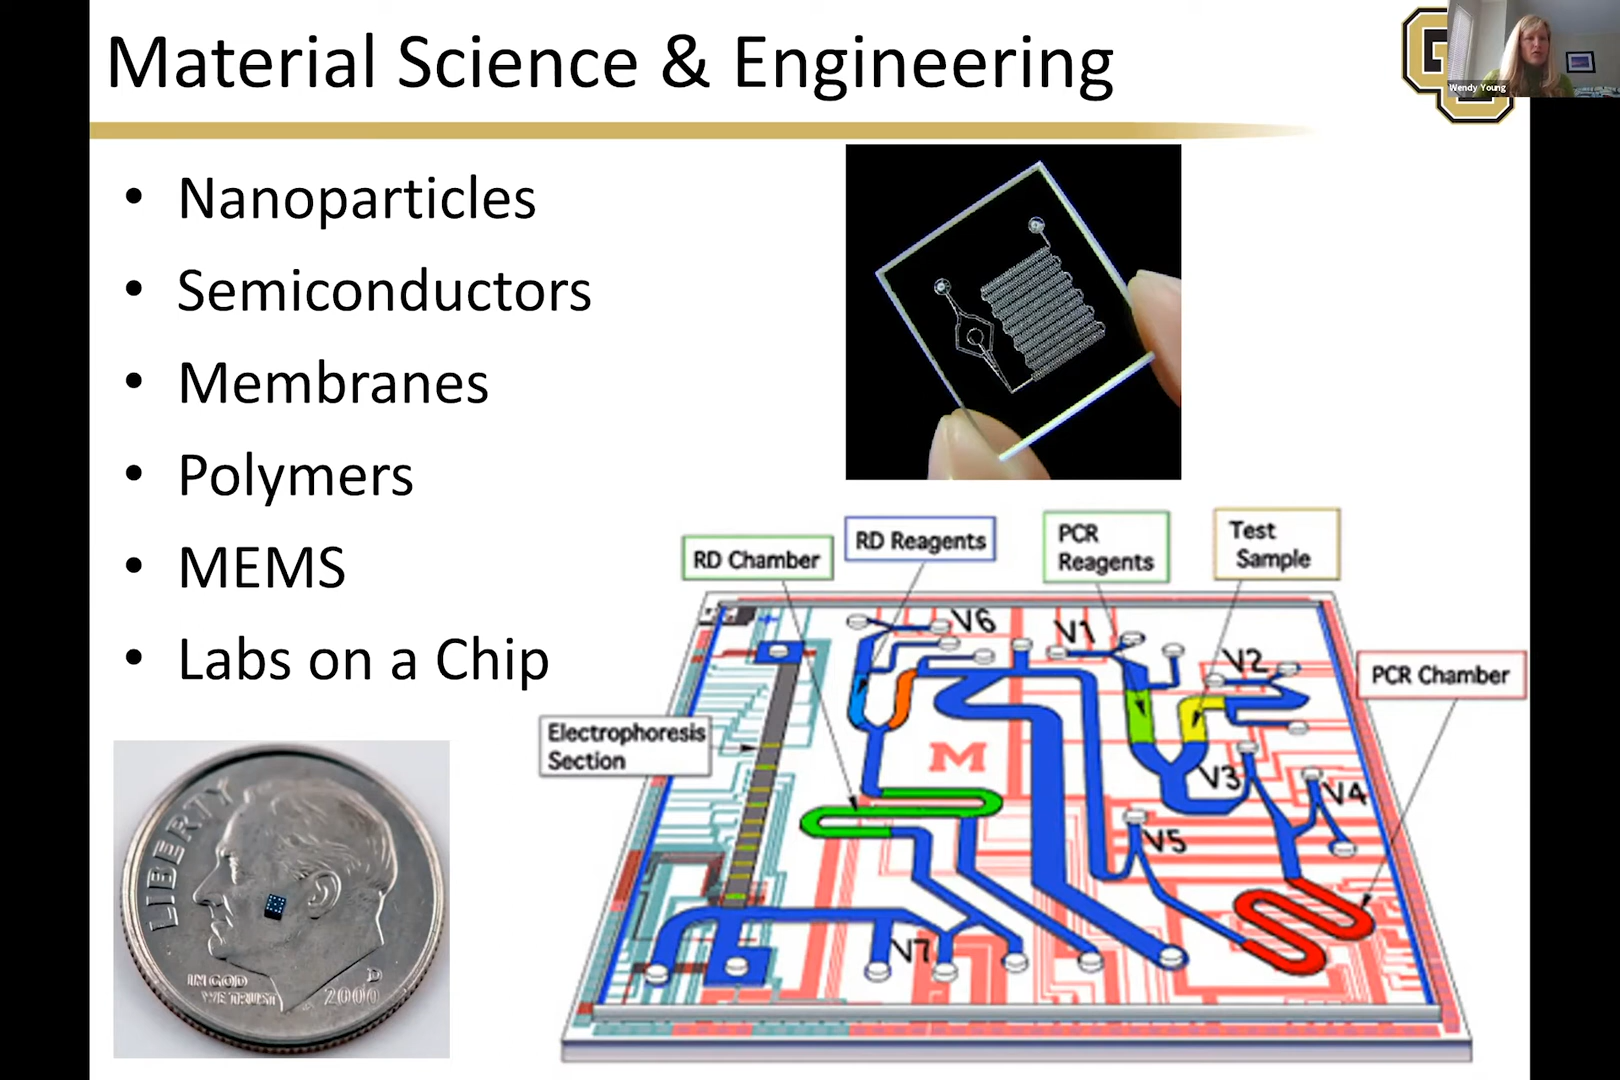 Material Science & Engineering
Wendy Young
• Nanoparticles
• Semiconductors
• Membranes
• Polymers
• MEMS
• Labs on a Chip
RD Chamber
RD Reagents
PCR
Reagents
Test
Sample
PCR Chamber
Electrophoresis
Section
V6
V1
V2
V3
V4
V5
V7
M
LIBERTY
IN GOD
WE TRUST
D
2000